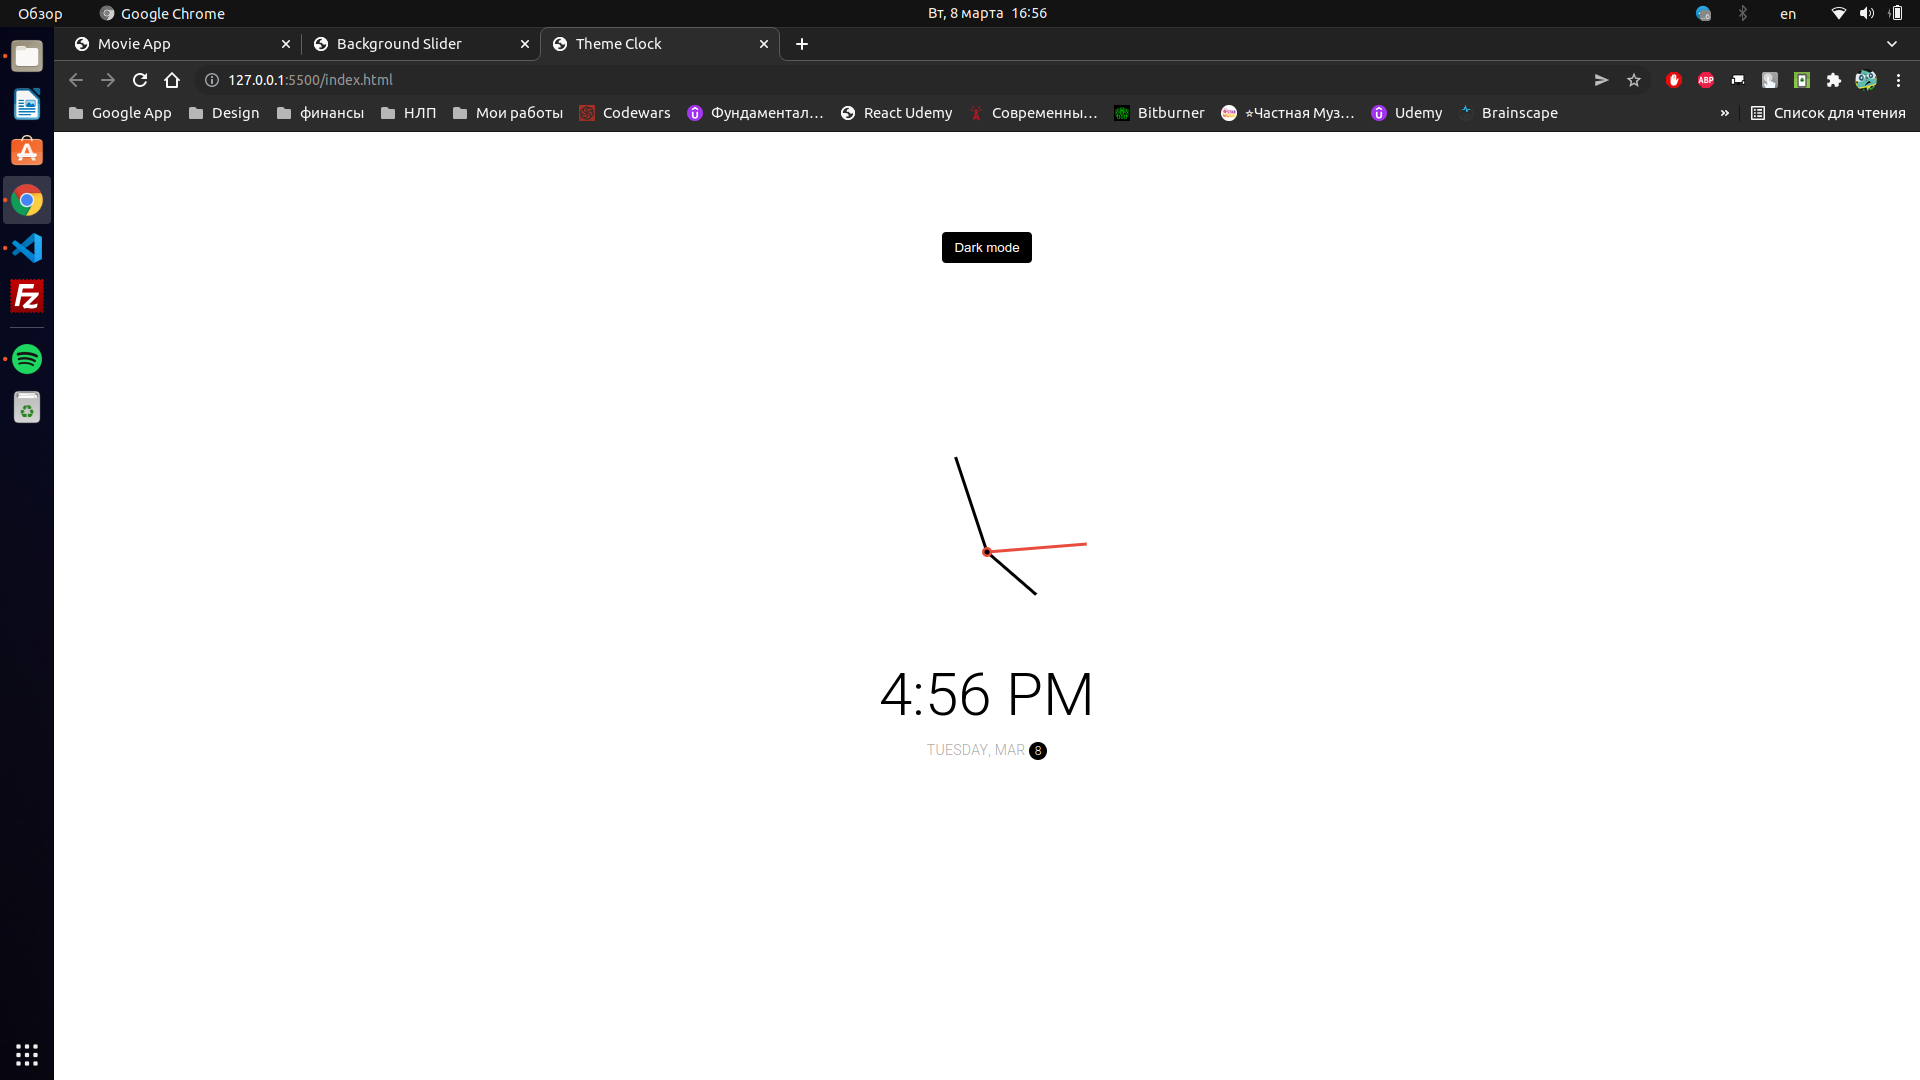 Обзор Google Chrome Вт, 8 марта 16:56 en
Movie App Background Slider Theme Clock
127.0.0.1:5500/index.html ABP
Google App Design финансы НЛП Мои работы Codewars Фундаментал... React Udemy Современны... Bitburner ⭐Частная Муз... Udemy Brainscape » Список для чтения
Dark mode
4:56 PM
TUESDAY, MAR 8